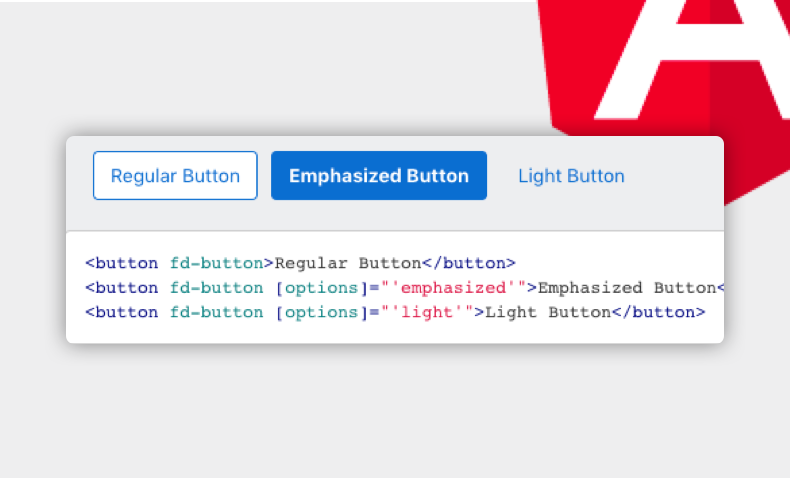 Regular Button Emphasized Button Light Button
<button fd-button>Regular Button</button>
<button fd-button [options]="'emphasized'">Emphasized Button<
<button fd-button [options]="'light'">Light Button</button>